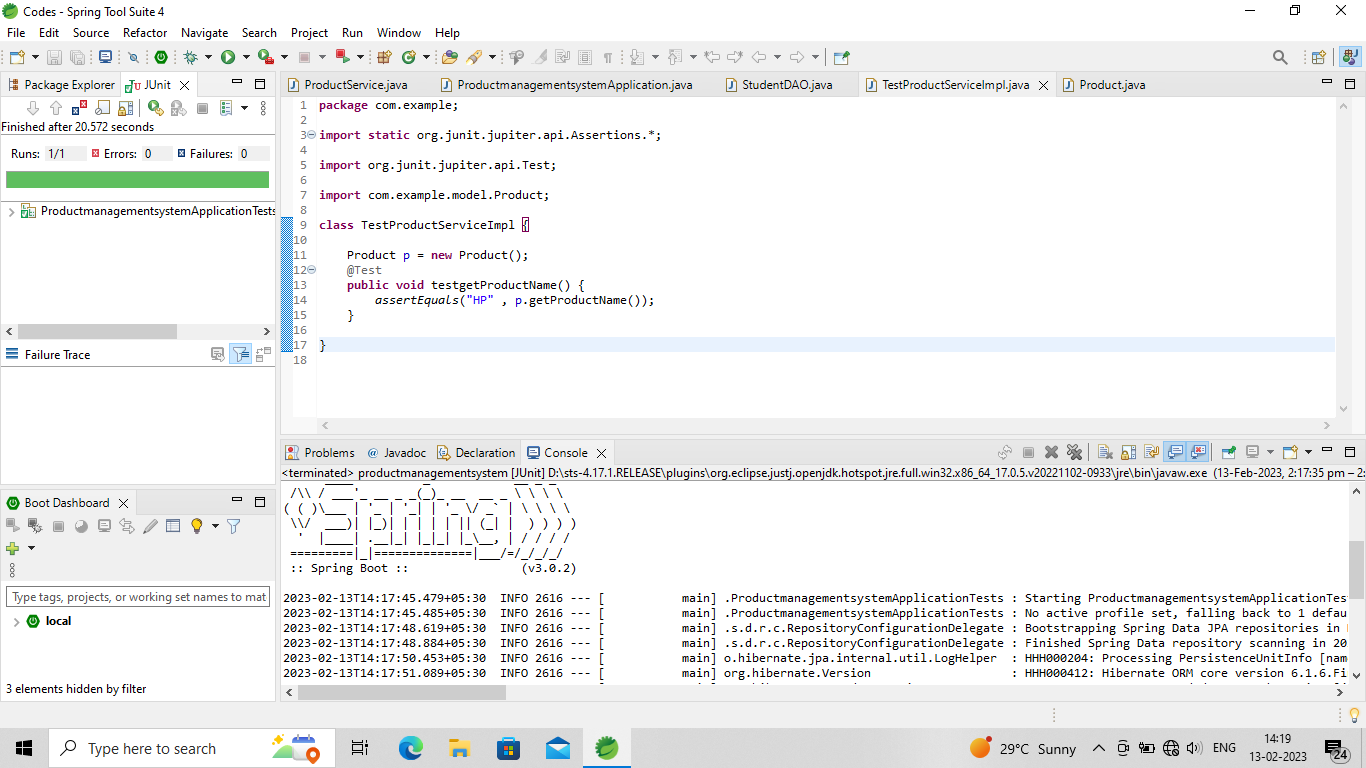 Codes - Spring Tool Suite 4
File Edit Source Refactor Navigate Search Project Run Window Help
Package Explorer JUnit
Finished after 20.572 seconds
Runs: 1/1 Errors: 0 Failures: 0
ProductmanagementsystemApplicationTests
Failure Trace
Boot Dashboard
Type tags, projects, or working set names to mat
local
3 elements hidden by filter
ProductService.java ProductmanagementsystemApplication.java StudentDAO.java TestProductServiceImpl.java Product.java
1 package com.example;
2
3 import static org.junit.jupiter.api.Assertions.*;
4
5 import org.junit.jupiter.api.Test;
6
7 import com.example.model.Product;
8
9 class TestProductServiceImpl {
10
11 Product p = new Product();
12 @Test
13 public void testgetProductName() {
14 assertEquals("HP" , p.getProductName());
15 }
16
17 }
18
Problems @ Javadoc Declaration Console
<terminated> productmanagementsystem [JUnit] D:\sts-4.17.1.RELEASE\plugins\org.eclipse.justj.openjdk.hotspot.jre.full.win32.x86_64_17.0.5.v20221102-0933\jre\bin\javaw.exe (13-Feb-2023, 2:17:35 pm – 2:
Spring
:: Spring Boot :: (v3.0.2)
2023-02-13T14:17:45.479+05:30 INFO 2616 --- [ main] .ProductmanagementsystemApplicationTests : Starting ProductmanagementsystemApplicationTes
2023-02-13T14:17:45.485+05:30 INFO 2616 --- [ main] .ProductmanagementsystemApplicationTests : No active profile set, falling back to 1 defau
2023-02-13T14:17:48.619+05:30 INFO 2616 --- [ main] .s.d.r.c.RepositoryConfigurationDelegate : Bootstrapping Spring Data JPA repositories in
2023-02-13T14:17:48.884+05:30 INFO 2616 --- [ main] .s.d.r.c.RepositoryConfigurationDelegate : Finished Spring Data repository scanning in 20
2023-02-13T14:17:50.453+05:30 INFO 2616 --- [ main] o.hibernate.jpa.internal.util.LogHelper : HHH000204: Processing PersistenceUnitInfo [nam
2023-02-13T14:17:51.089+05:30 INFO 2616 --- [ main] org.hibernate.Version : HHH000412: Hibernate ORM core version 6.1.6.Fi
Type here to search
29°C Sunny
ENG
14:19
13-02-2023
24